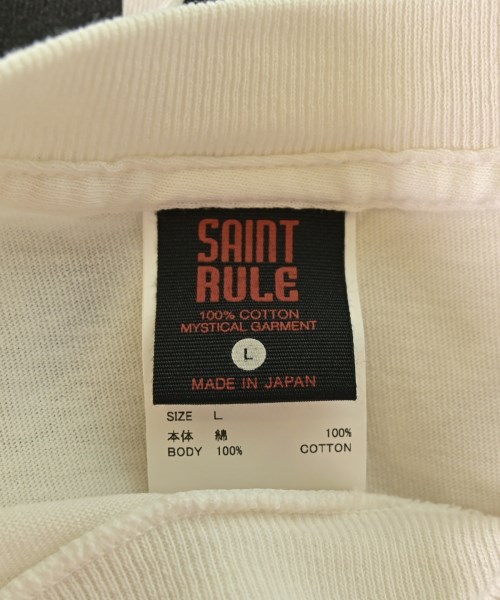 SAINT
RULE
100% COTTON
MYSTICAL GARMENT
L
MADE IN JAPAN
SIZE L
本体 綿 100%
BODY 100% COTTON